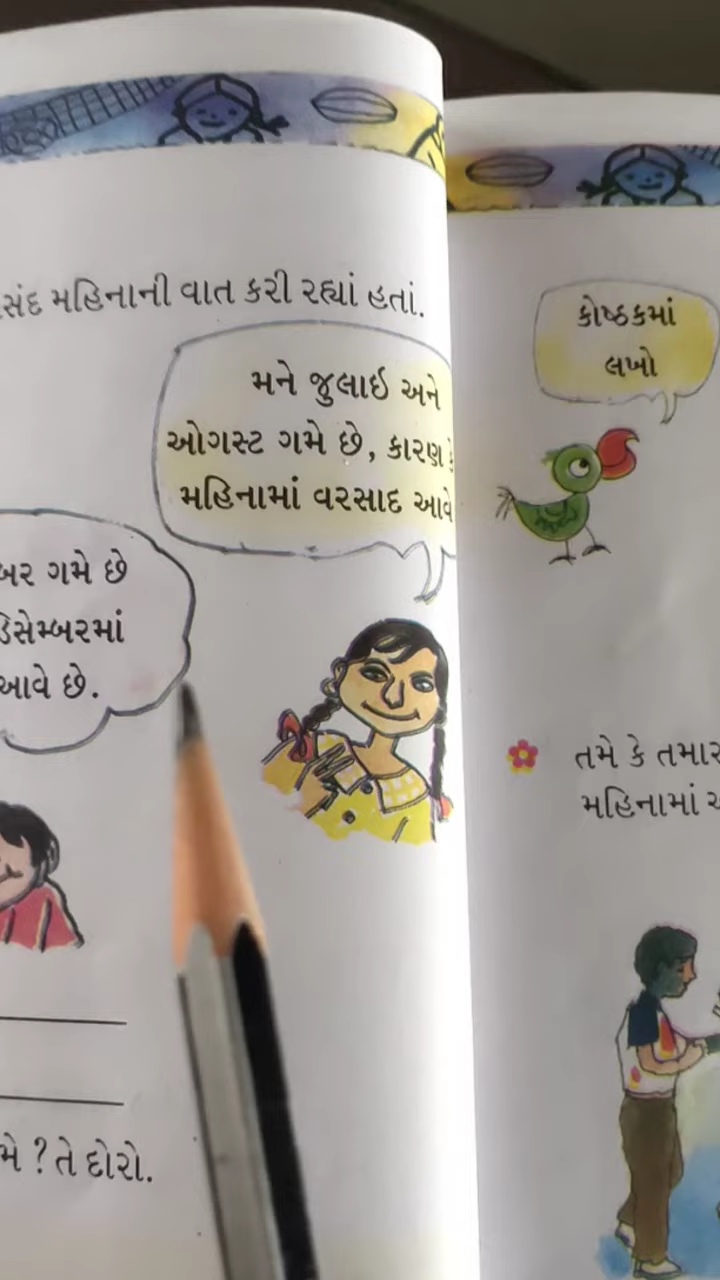 સંદ મહિનાની વાત કરી રહ્યાં હતાં.
મને જુલાઇ અને
ઓગસ્ટ ગમે છે, કારણ
મહિનામાં વરસાદ આવે
બર ગમે છે
ડિસેમ્બરમાં
આવે છે.
મે ? તે દોરો.
કોષ્ઠકમાં
લખો
તમે કે તમાર
મહિનામાં